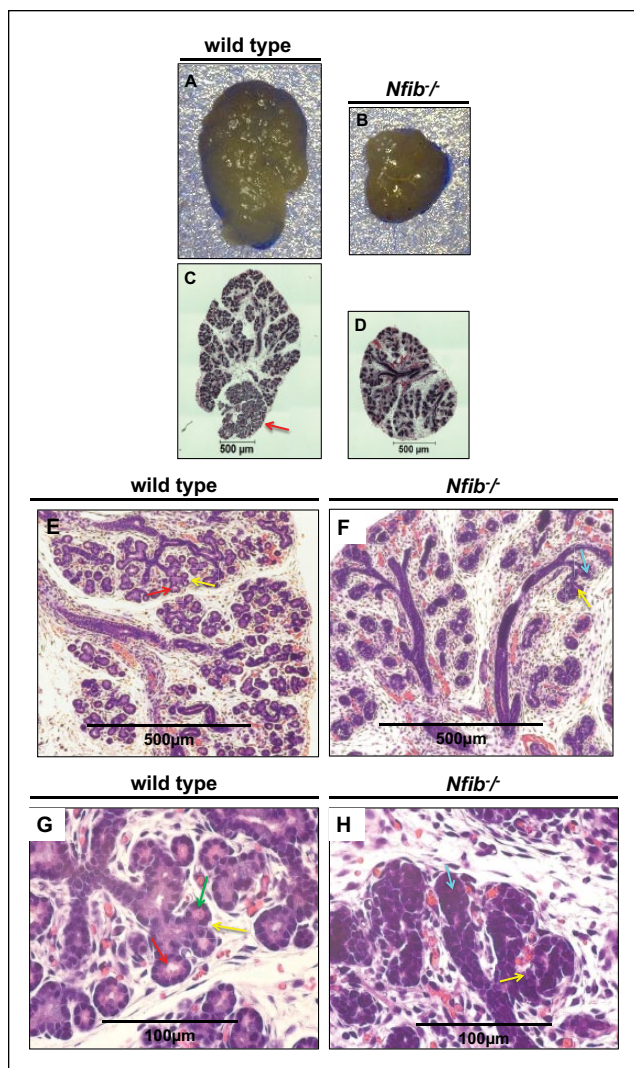 wild type
A
Nfib-/-
B
C
500 µm
D
500 µm
wild type
Nfib-/-
E
500µm
F
500µm
wild type
Nfib-/-
G
100µm
H
100µm